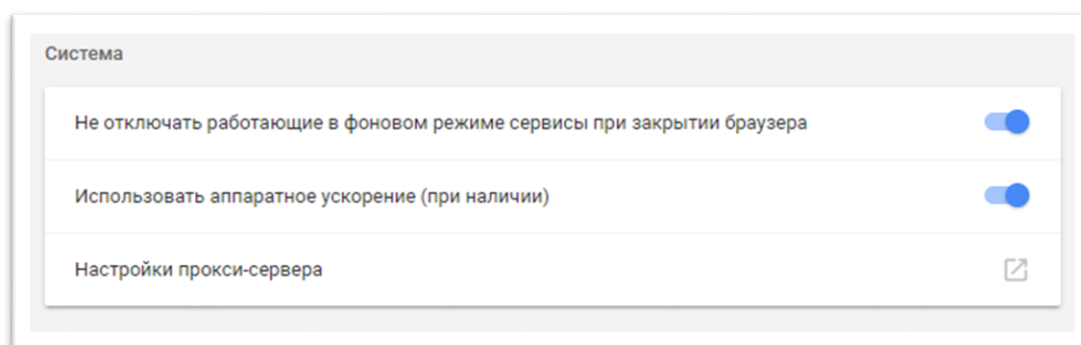 Система
Не отключать работающие в фоновом режиме сервисы при закрытии браузера
Использовать аппаратное ускорение (при наличии)
Настройки прокси-сервера